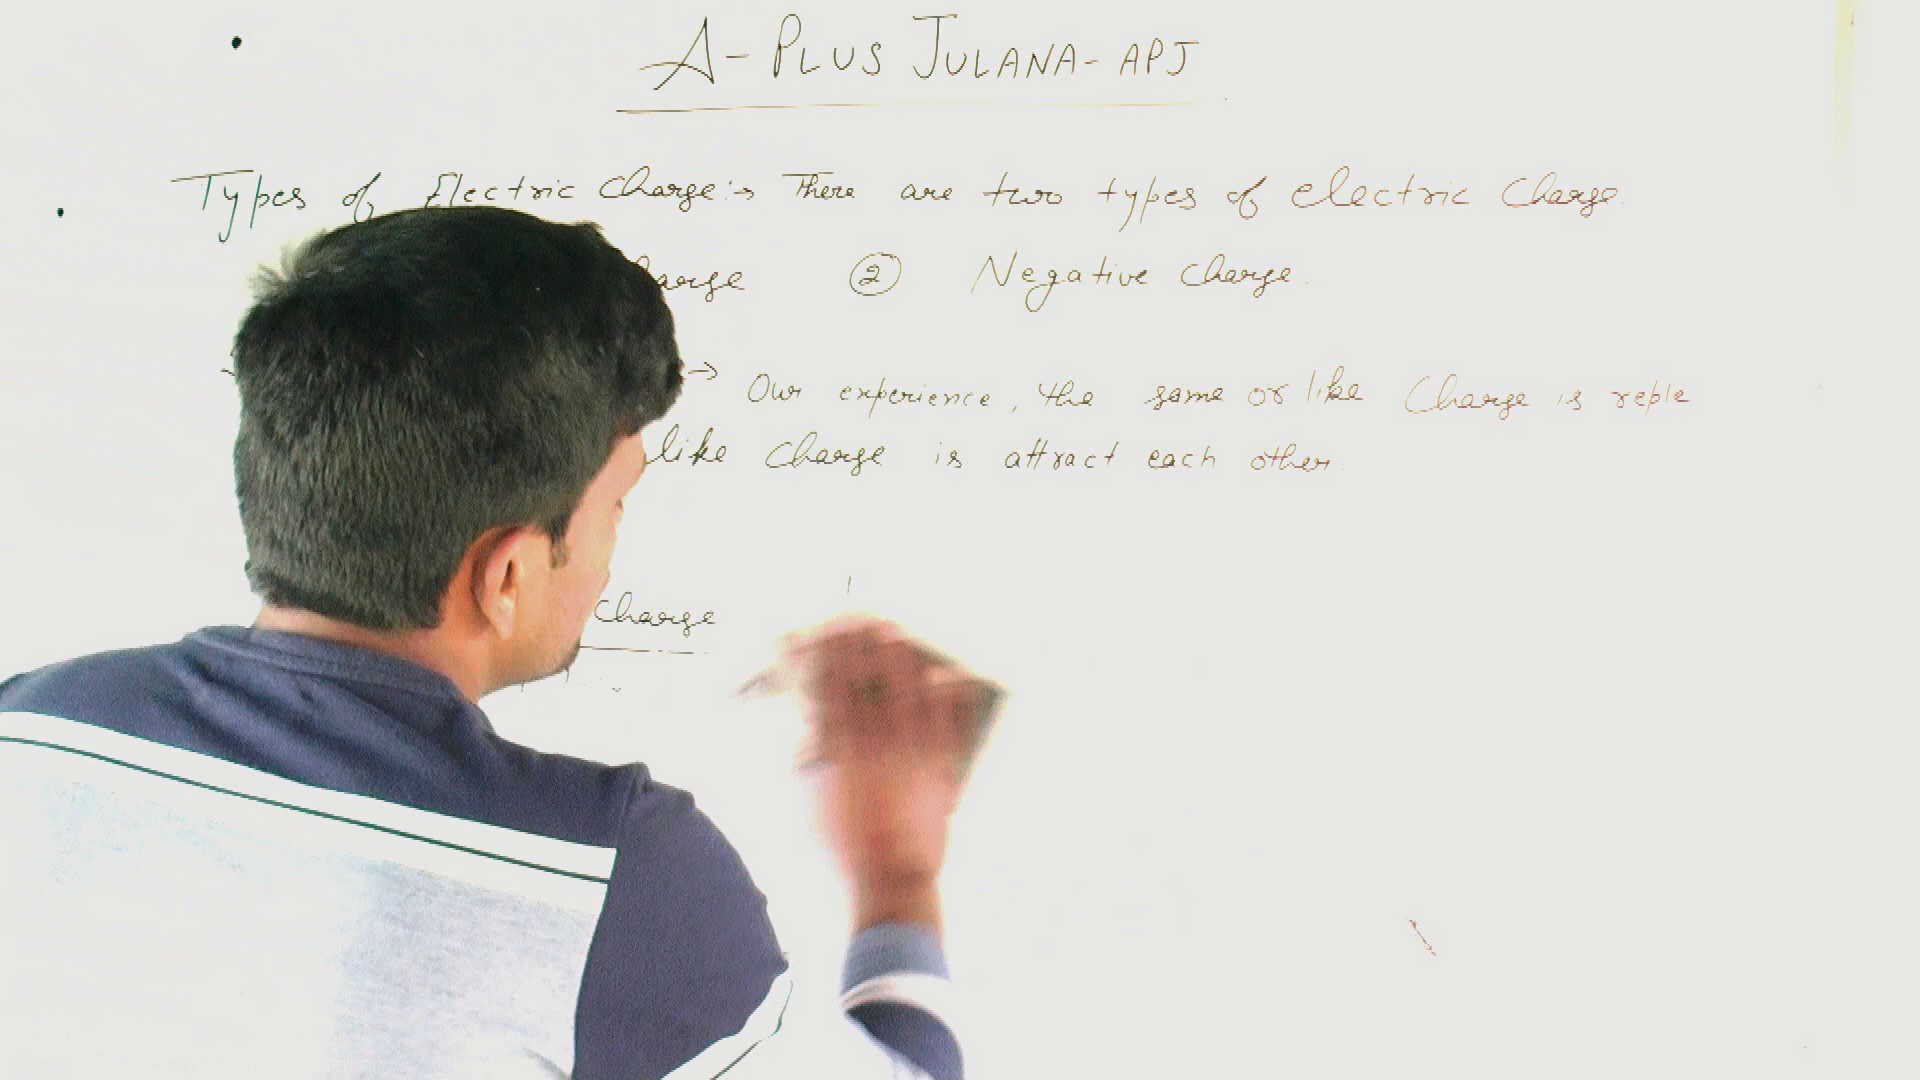 A-PLUS JULANA-APJ
Types of Electric Charge:→ There are two types of electric Charge.
② Negative Charge.
→ Our experience, the same or like Charge is reple
like Charge is attract each other.
Charge